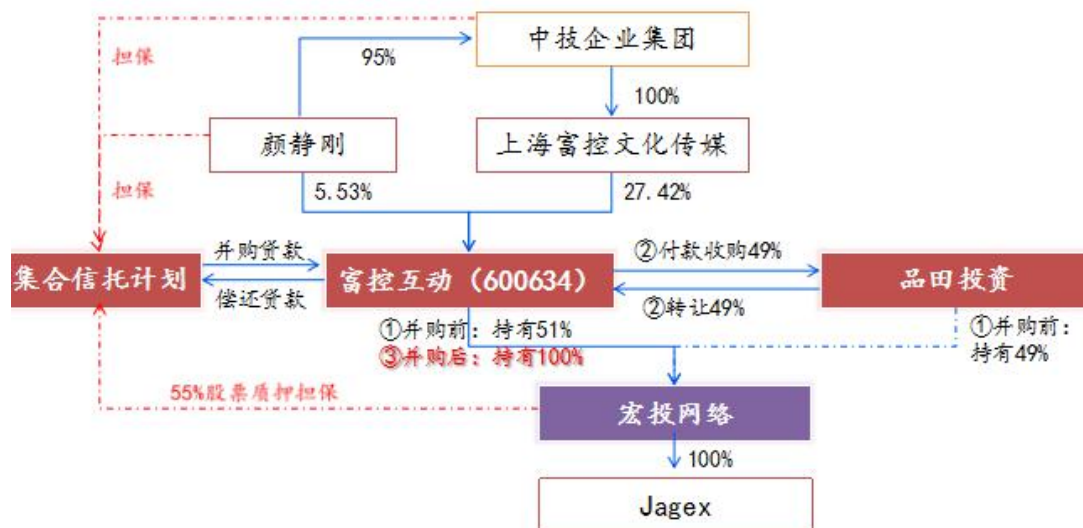 中技企业集团
担保
95%
100%
颜静刚
上海富控文化传媒
担保
5.53%
27.42%
并购贷款
②付款收购49%
集合信托计划
富控互动（600634）
品田投资
偿还贷款
②转让49%
①并购前：持有51%
③并购后：持有100%
①并购前：
持有49%
55%股票质押担保
宏投网络
100%
Jagex